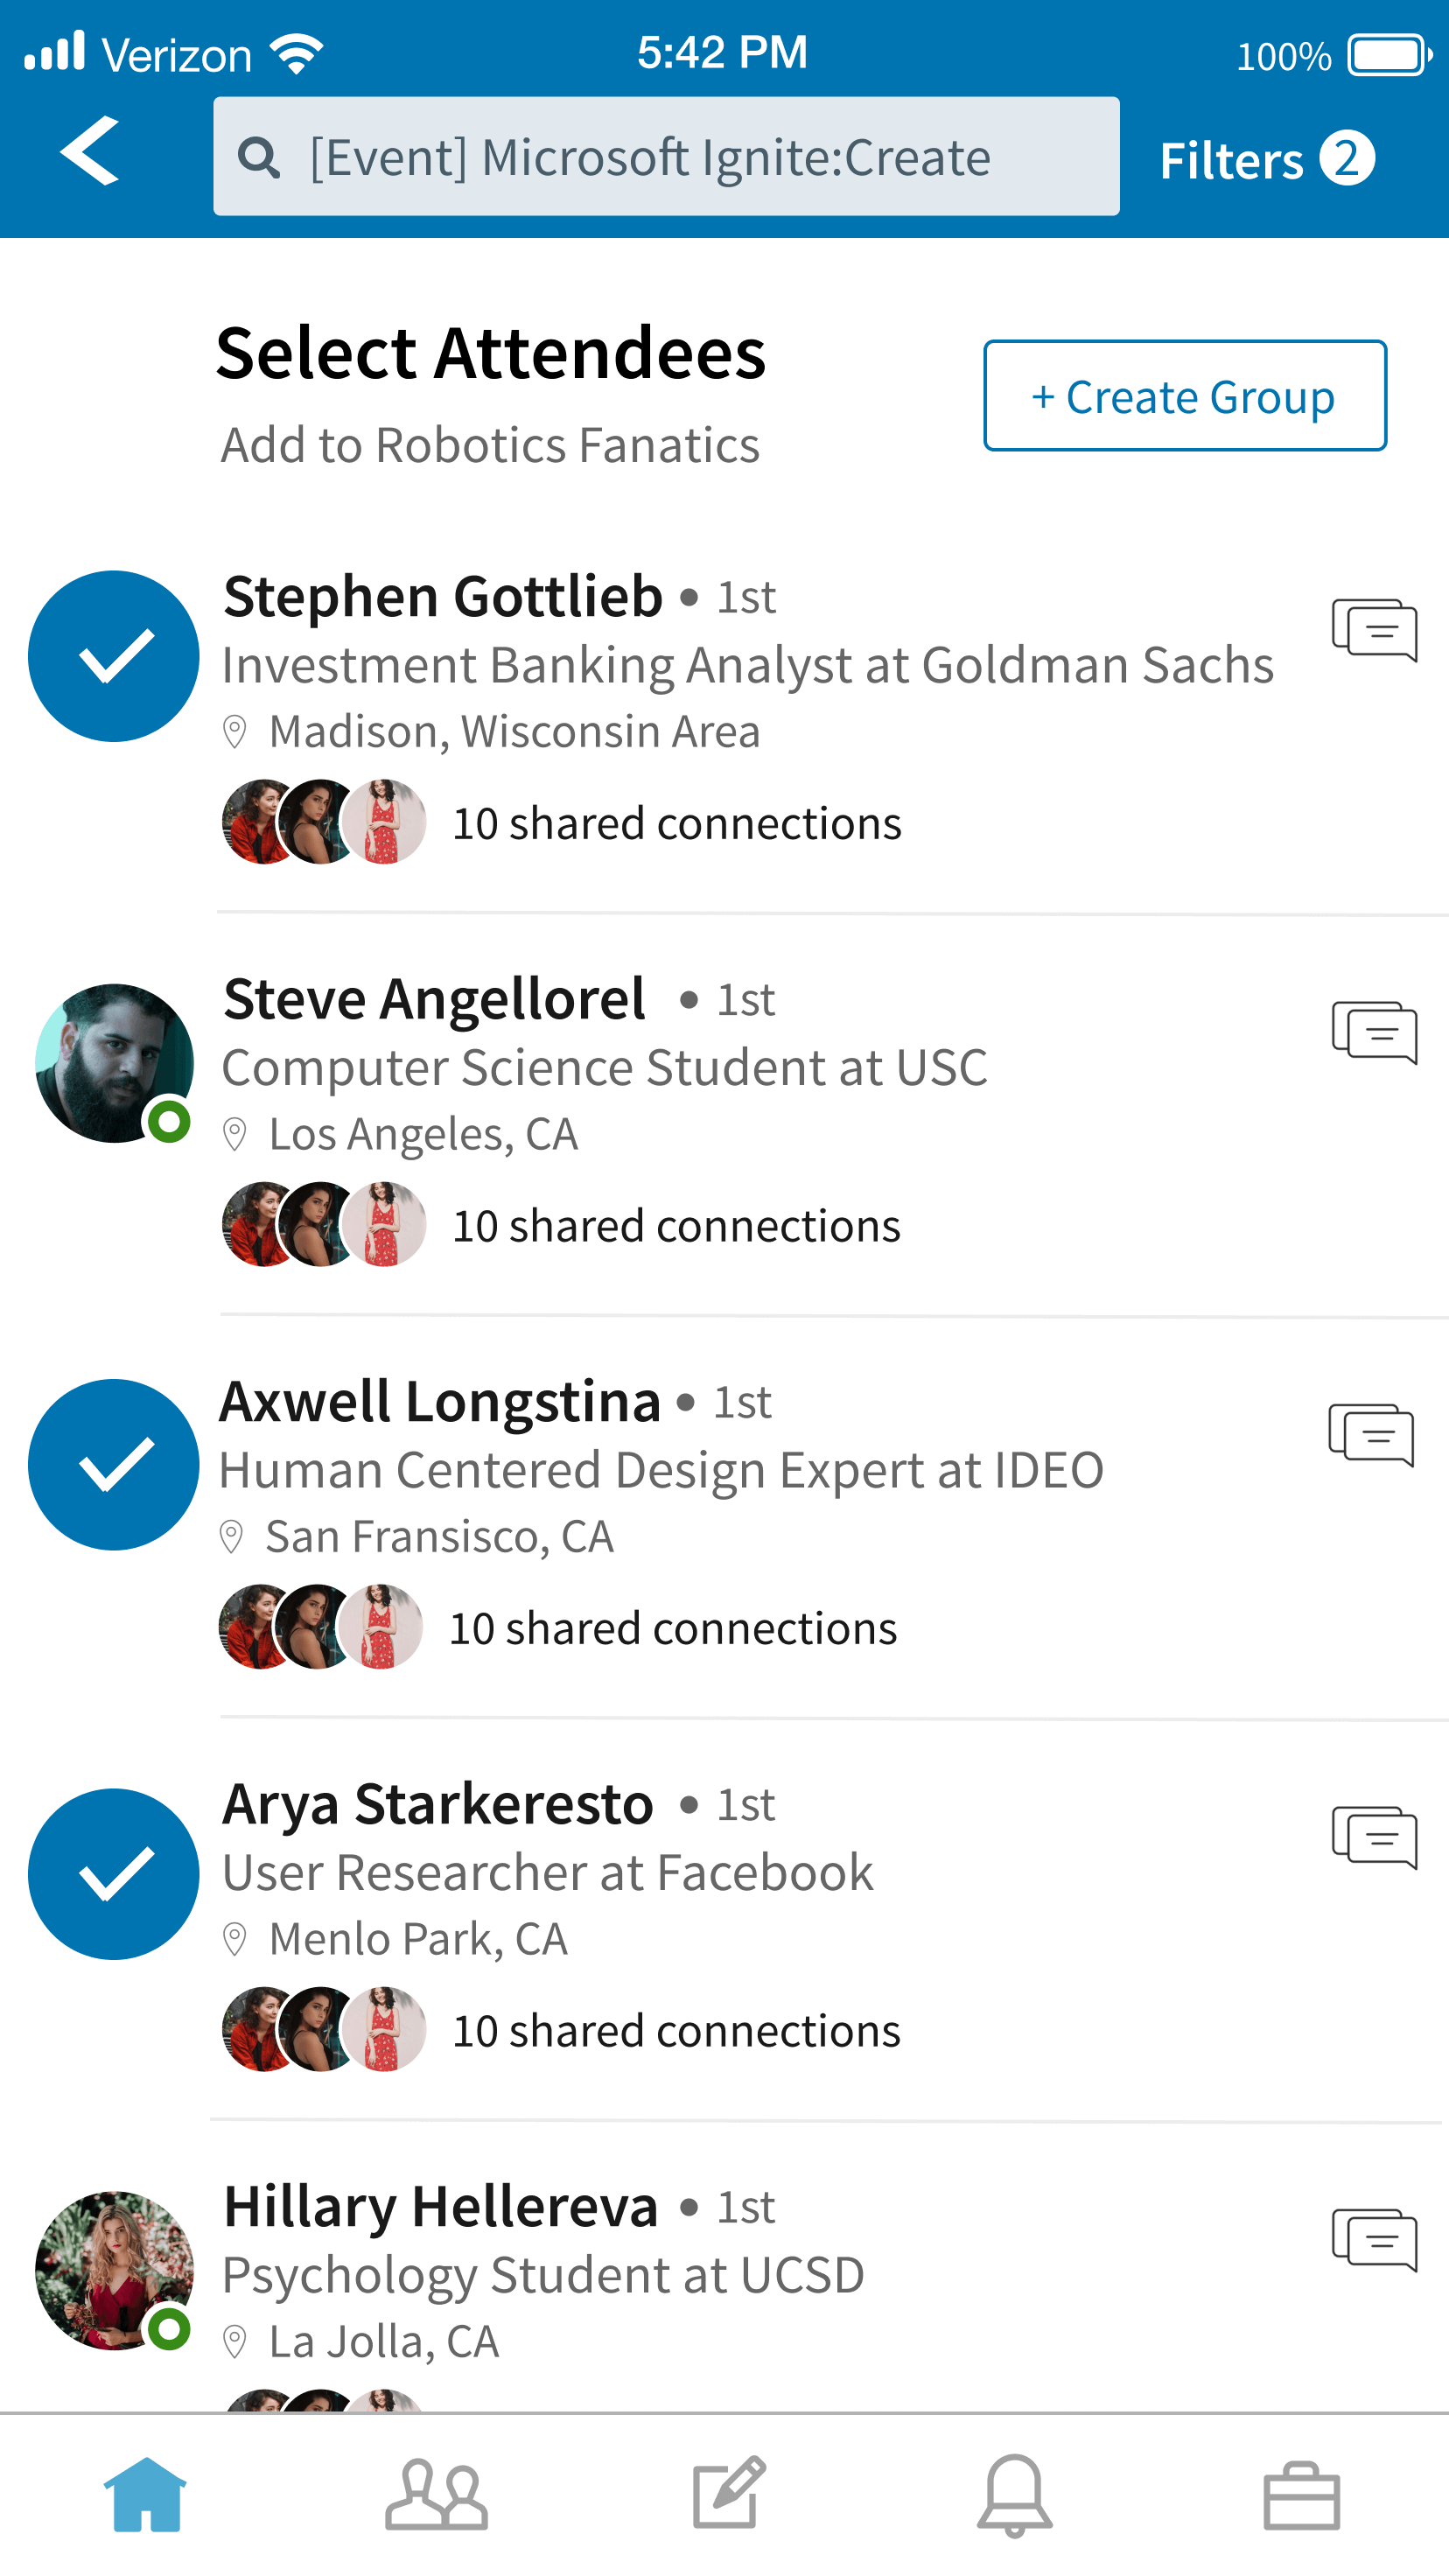 Verizon 5:42 PM 100%
[Event] Microsoft Ignite:Create Filters 2
Select Attendees
+ Create Group
Add to Robotics Fanatics
Stephen Gottlieb • 1st
Investment Banking Analyst at Goldman Sachs
Madison, Wisconsin Area
10 shared connections
Steve Angellorel • 1st
Computer Science Student at USC
Los Angeles, CA
10 shared connections
Axwell Longstina • 1st
Human Centered Design Expert at IDEO
San Fransisco, CA
10 shared connections
Arya Starkeresto • 1st
User Researcher at Facebook
Menlo Park, CA
10 shared connections
Hillary Hellereva • 1st
Psychology Student at UCSD
La Jolla, CA